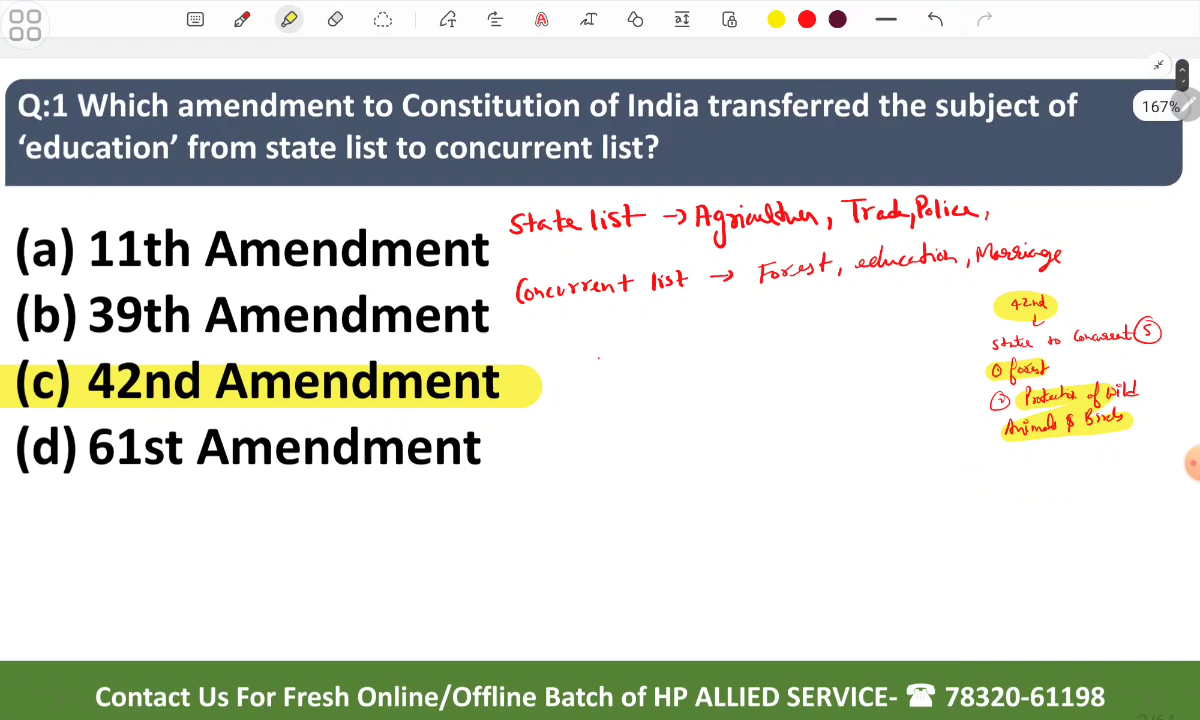 167%
Q:1 Which amendment to Constitution of India transferred the subject of
‘education’ from state list to concurrent list?
(a) 11th Amendment
(b) 39th Amendment
(c) 42nd Amendment
(d) 61st Amendment
State list → Agriculture, Trade, Police,
Concurrent list → Forest, education, Marriage
42nd
State to Concurrent 5
① forest
② Protection of wild
Animals & Birds
Contact Us For Fresh Online/Offline Batch of HP ALLIED SERVICE- ☎ 78320-61198